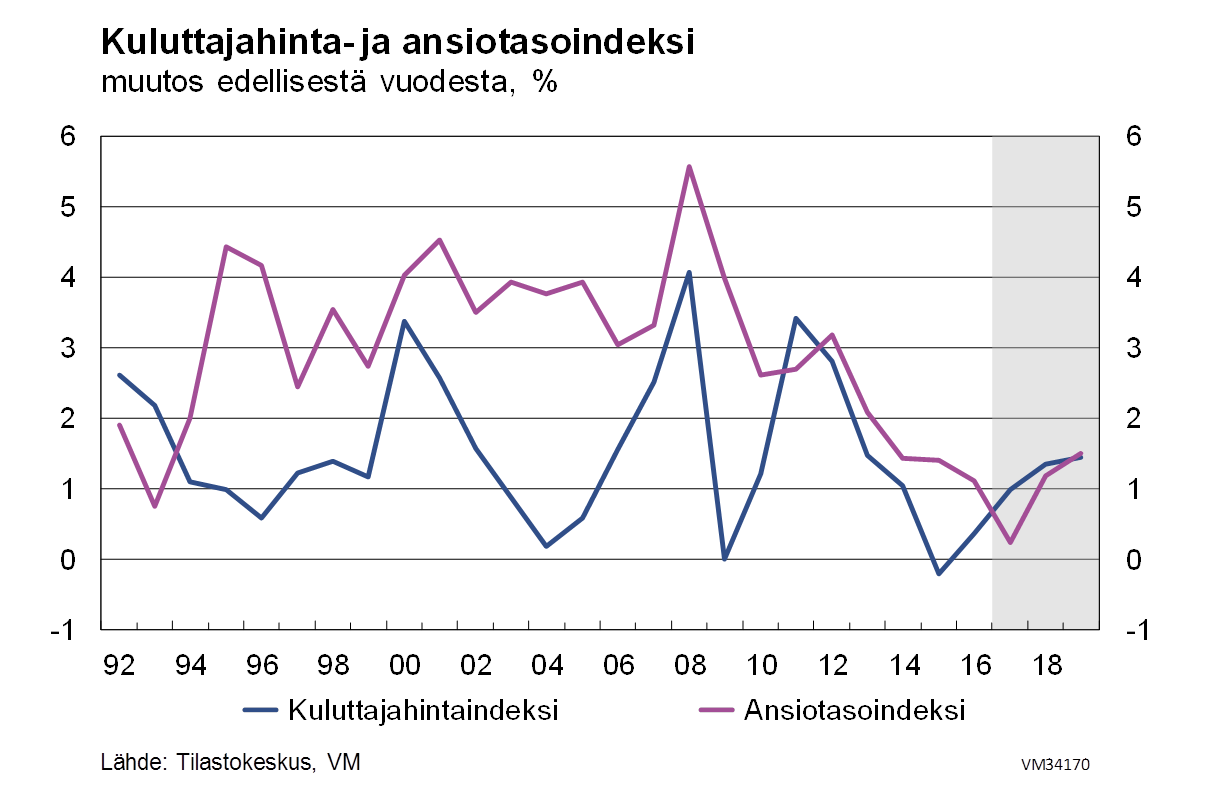 Kuluttajahinta- ja ansiotasoindeksi
muutos edellisestä vuodesta, %
6 6
5 5
4 4
3 3
2 2
1 1
0 0
-1 -1
92 94 96 98 00 02 04 06 08 10 12 14 16 18
Kuluttajahintaindeksi Ansiotasoindeksi
Lähde: Tilastokeskus, VM VM34170